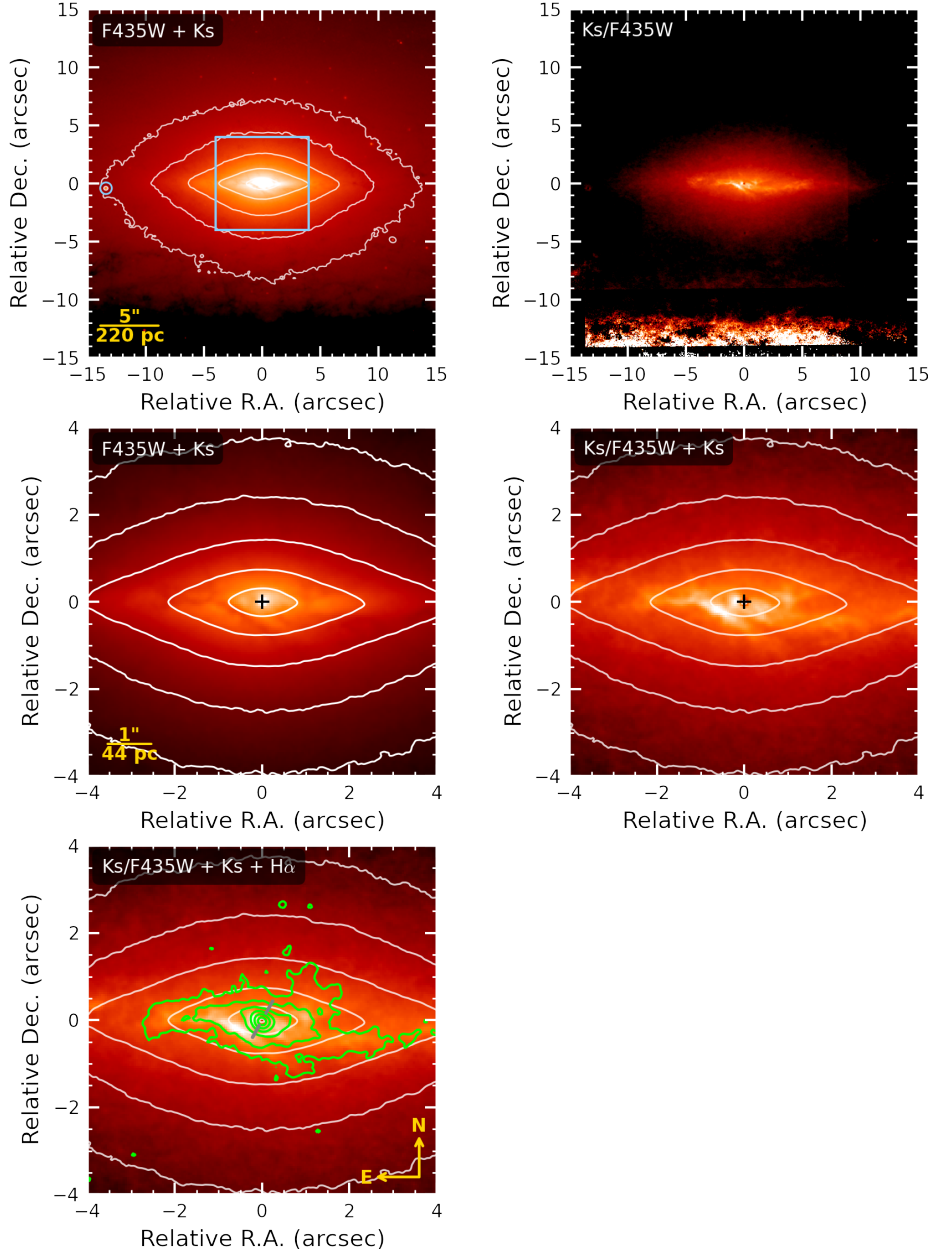 F435W + Ks
Relative Dec. (arcsec)
15
10
5
0
−5
−10
−15
5"
220 pc
−15 −10 −5 0 5 10 15
Relative R.A. (arcsec)
Ks/F435W
Relative Dec. (arcsec)
15
10
5
0
−5
−10
−15
−15 −10 −5 0 5 10 15
Relative R.A. (arcsec)
F435W + Ks
Relative Dec. (arcsec)
4
2
0
−2
−4
1"
44 pc
−4 −2 0 2 4
Relative R.A. (arcsec)
Ks/F435W + Ks
Relative Dec. (arcsec)
4
2
0
−2
−4
−4 −2 0 2 4
Relative R.A. (arcsec)
Ks/F435W + Ks + Hα
Relative Dec. (arcsec)
4
2
0
−2
−4
N
E
−4 −2 0 2 4
Relative R.A. (arcsec)